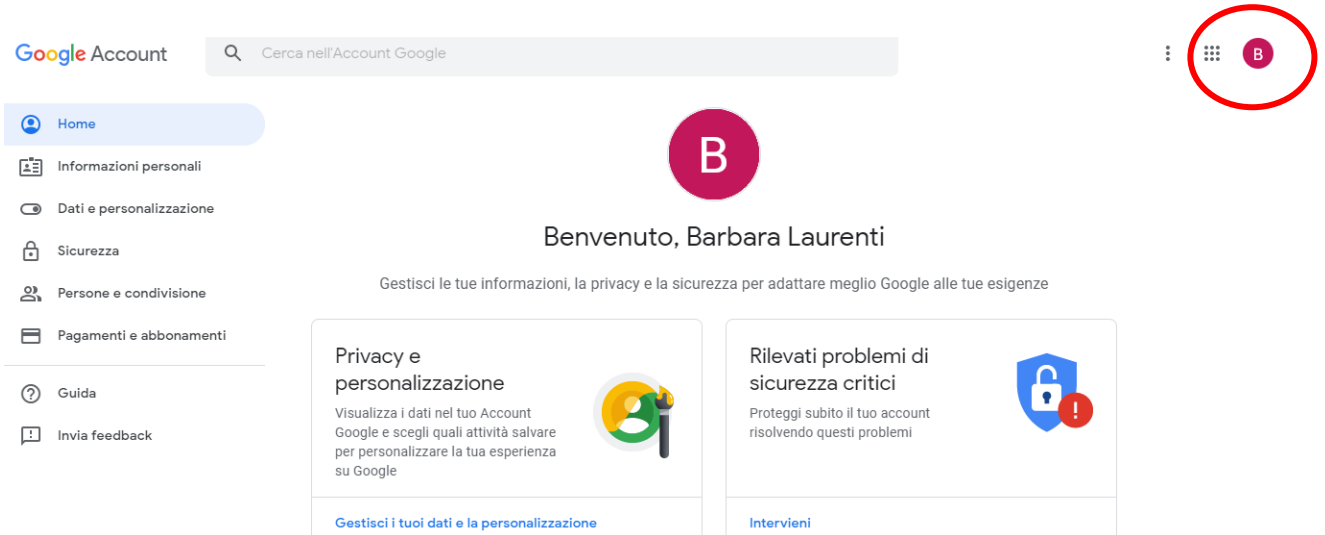 Google Account
Cerca nell'Account Google
B
Home
Informazioni personali
Dati e personalizzazione
Sicurezza
Persone e condivisione
Pagamenti e abbonamenti
Guida
Invia feedback
B
Benvenuto, Barbara Laurenti
Gestisci le tue informazioni, la privacy e la sicurezza per adattare meglio Google alle tue esigenze
Privacy e
personalizzazione
Visualizza i dati nel tuo Account
Google e scegli quali attività salvare
per personalizzare la tua esperienza
su Google
Gestisci i tuoi dati e la personalizzazione
Rilevati problemi di
sicurezza critici
Proteggi subito il tuo account
risolvendo questi problemi
Intervieni